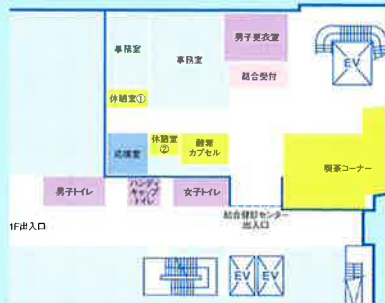 男子更衣室
事務室
事務室
総合受付
EV
休憩室①
応接室
休憩室
②
酸素
カプセル
喫茶コーナー
男子トイレ
ハンディ
キャップ
トイレ
女子トイレ
1F出入口
総合健診センター
出入口
EV
EV